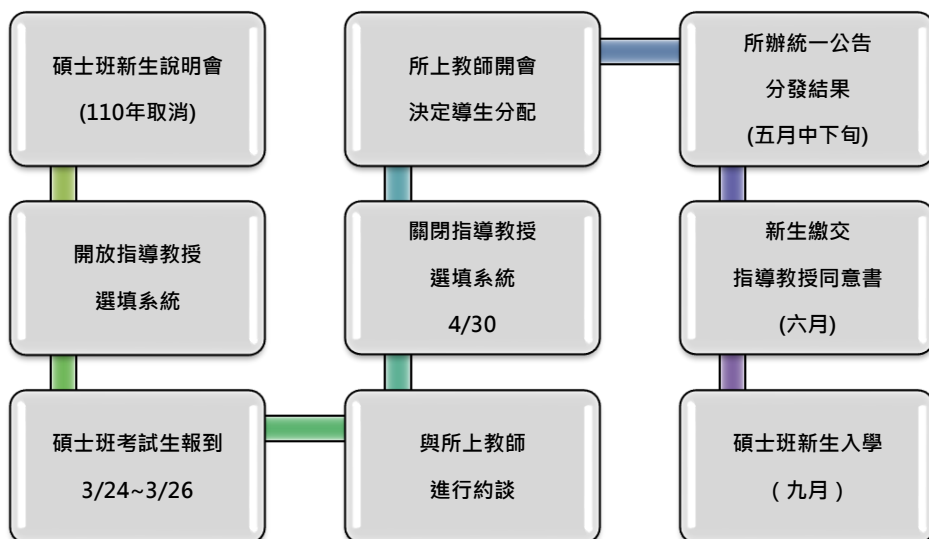 碩士班新生說明會
(110年取消)
開放指導教授
選填系統
碩士班考試生報到
3/24~3/26
與所上教師
進行約談
關閉指導教授
選填系統
4/30
所上教師開會
決定導生分配
所辦統一公告
分發結果
(五月中下旬)
新生繳交
指導教授同意書
(六月)
碩士班新生入學
( 九月 )